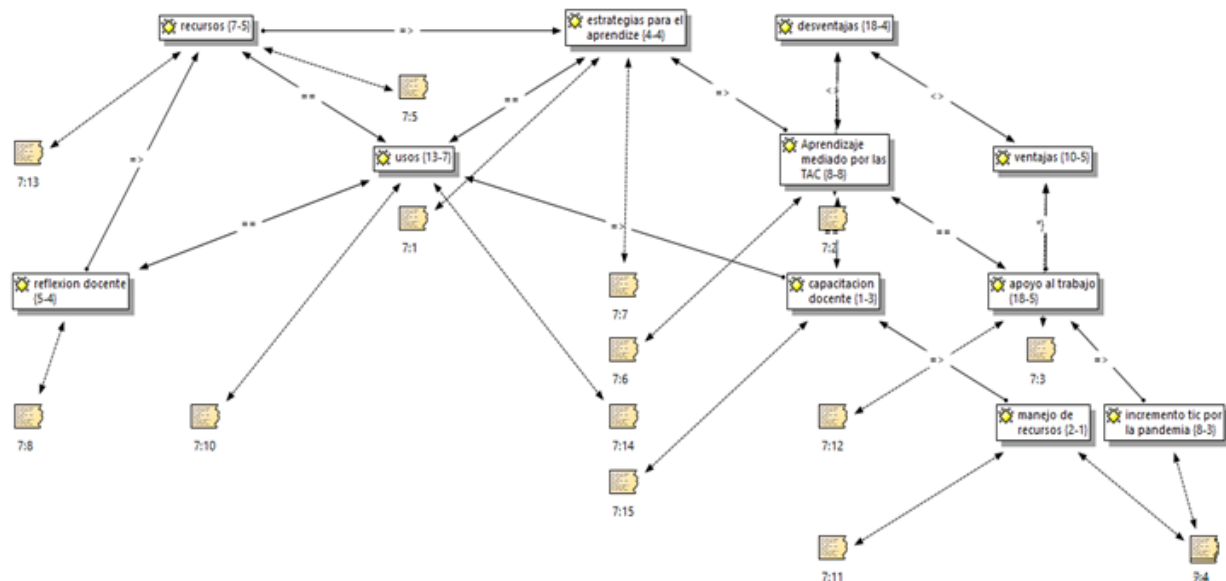 recursos {7-5}
=>
estrategias para el
aprendize {4-4}
desventajas {18-4}
7:5
==
==
=>
<>
<>
7:13
=>
usos {13-7}
Aprendizaje
mediado por las
TAC {8-8}
ventajas {10-5}
7:1
7:2
==
=>
==
==
reflexion docente
{5-4}
7:7
capacitacion
docente {1-3}
apoyo al trabajo
{18-5}
7:6
=>
7:3
=>
7:8
7:10
7:14
7:12
manejo de
recursos {2-1}
incremento tic por
la pandemia {8-3}
7:15
7:11
7:4